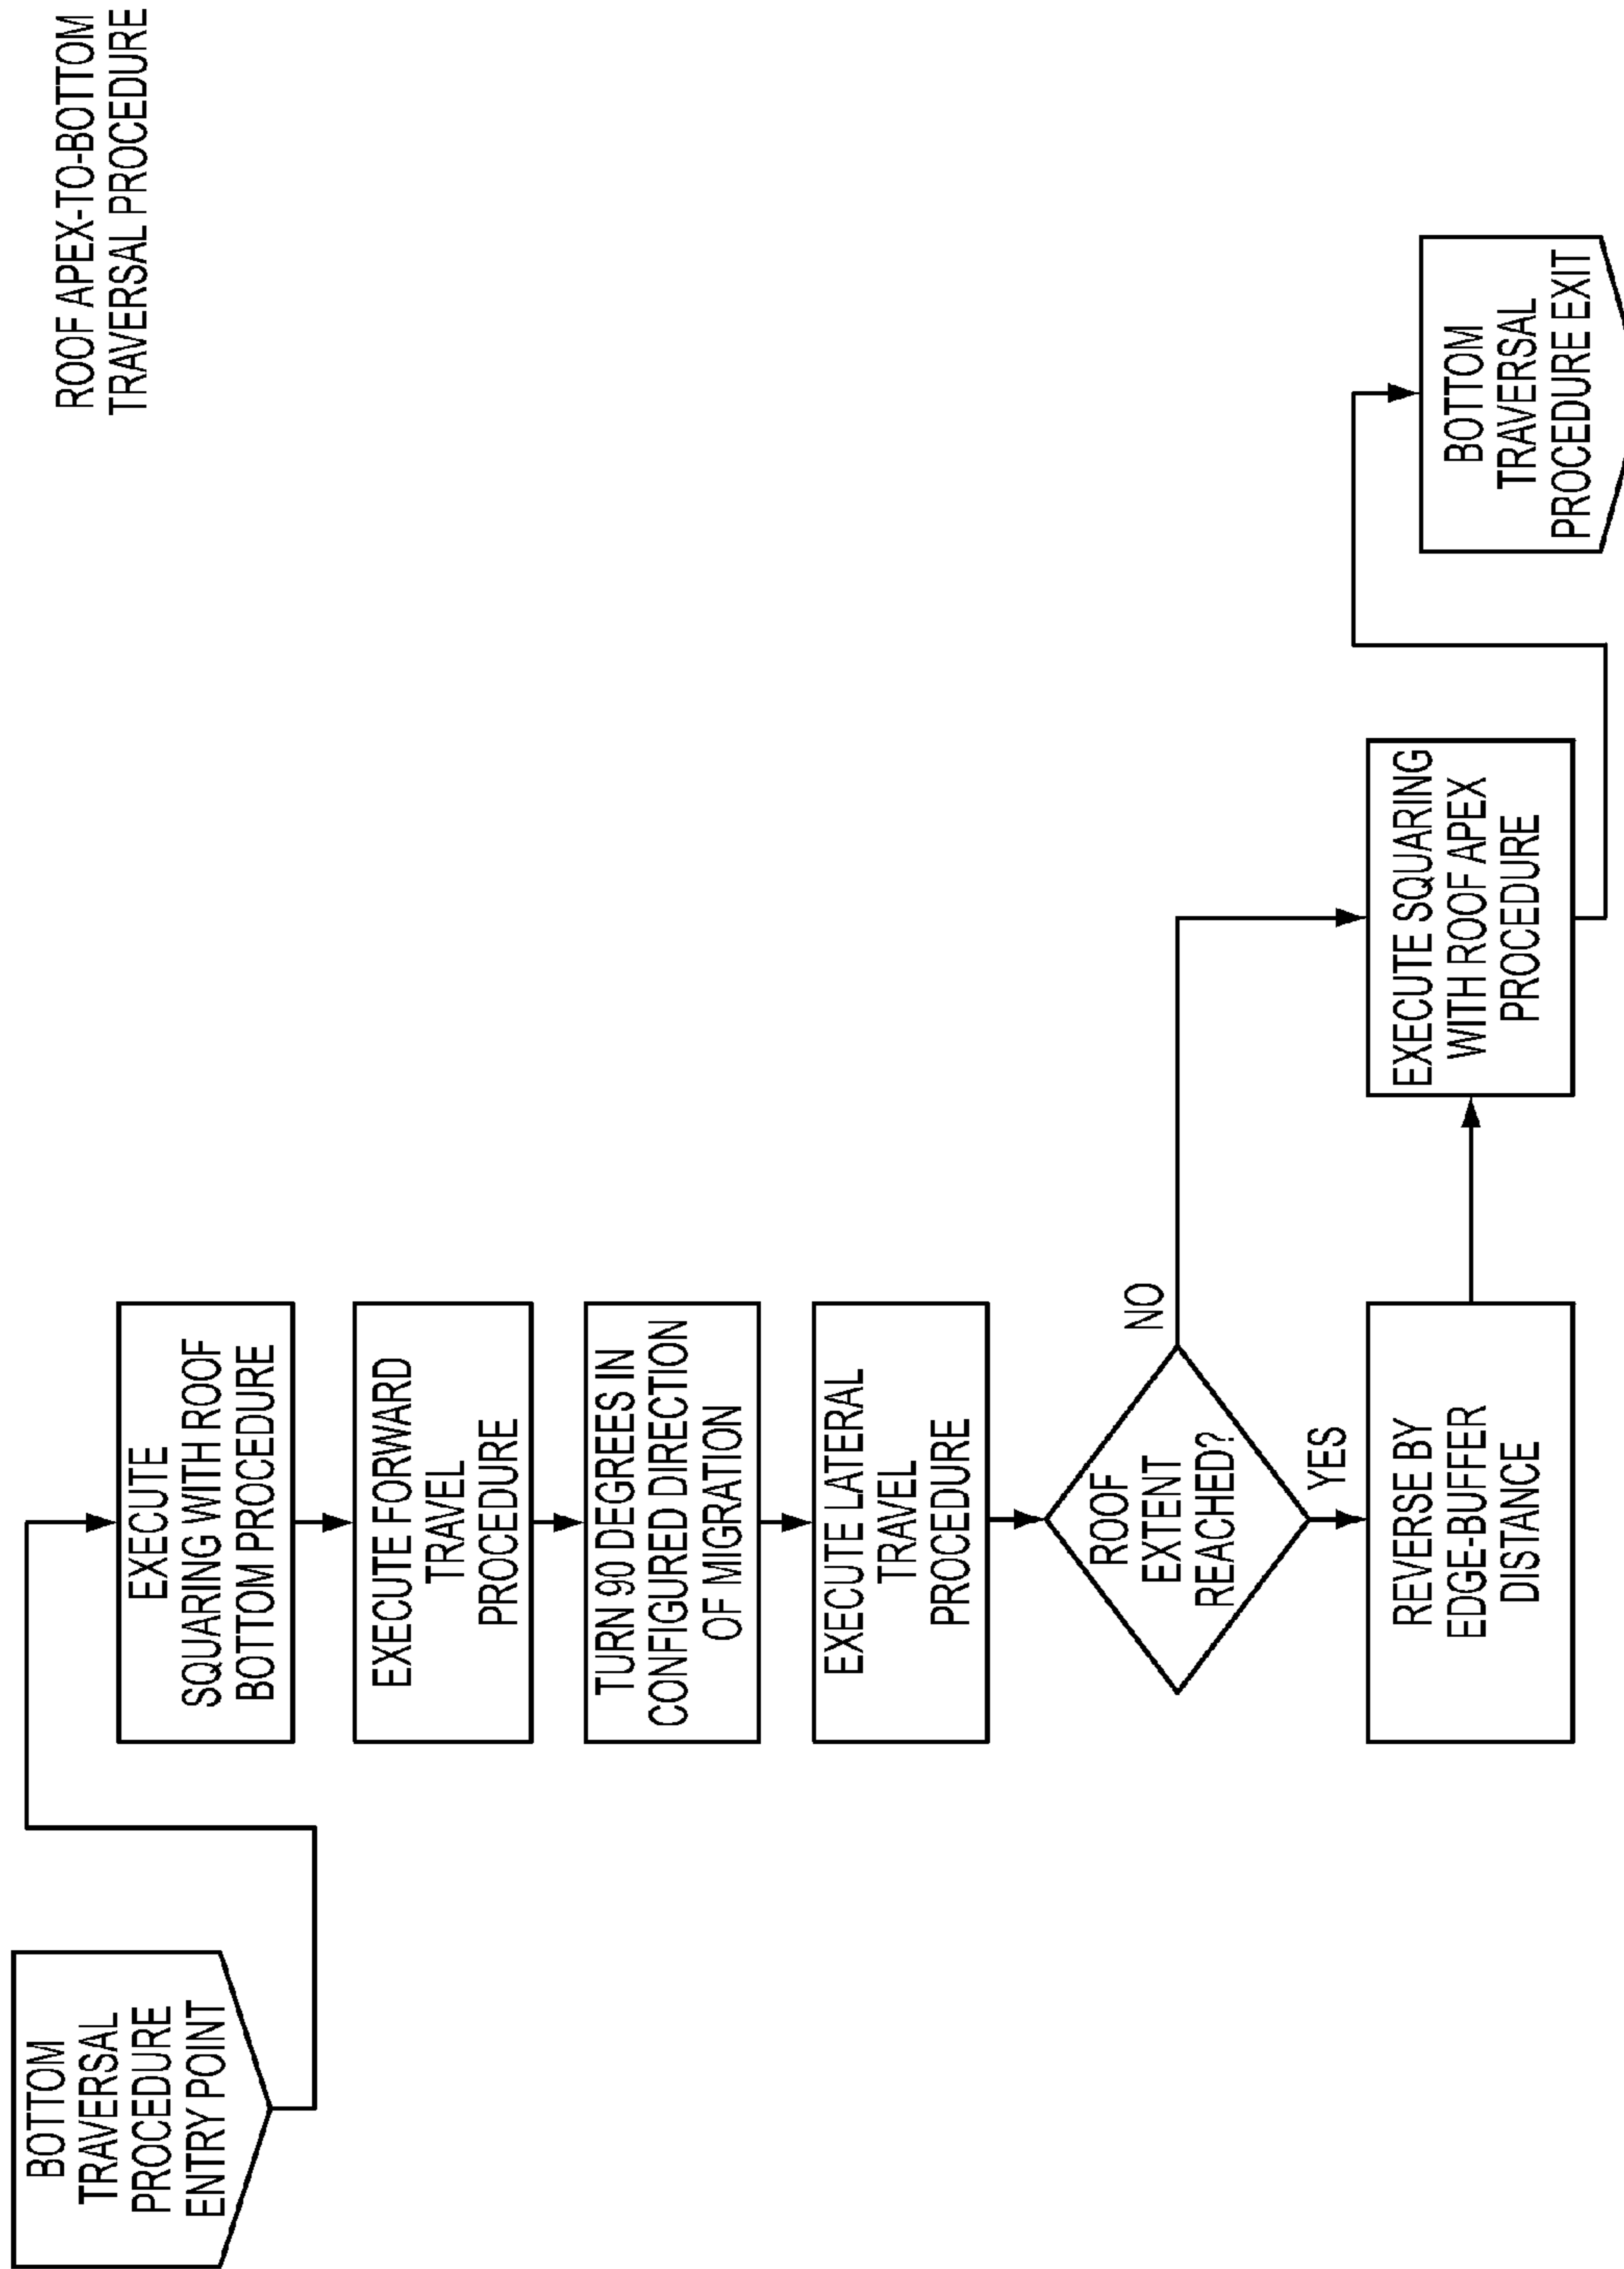 ROOF APEX-TO-BOTTOM
TRAVERSAL PROCEDURE
BOTTOM
TRAVERSAL
PROCEDURE
ENTRY POINT
EXECUTE
SQUARING WITH ROOF
BOTTOM PROCEDURE
EXECUTE FORWARD
TRAVEL
PROCEDURE
TURN 90 DEGREES IN
CONFIGURED DIRECTION
OF MIGRATION
EXECUTE LATERAL
TRAVEL
PROCEDURE
ROOF
EXTENT
REACHED?
NO
YES
REVERSE BY
EDGE-BUFFER
DISTANCE
EXECUTE SQUARING
WITH ROOF APEX
PROCEDURE
BOTTOM
TRAVERSAL
PROCEDURE EXIT